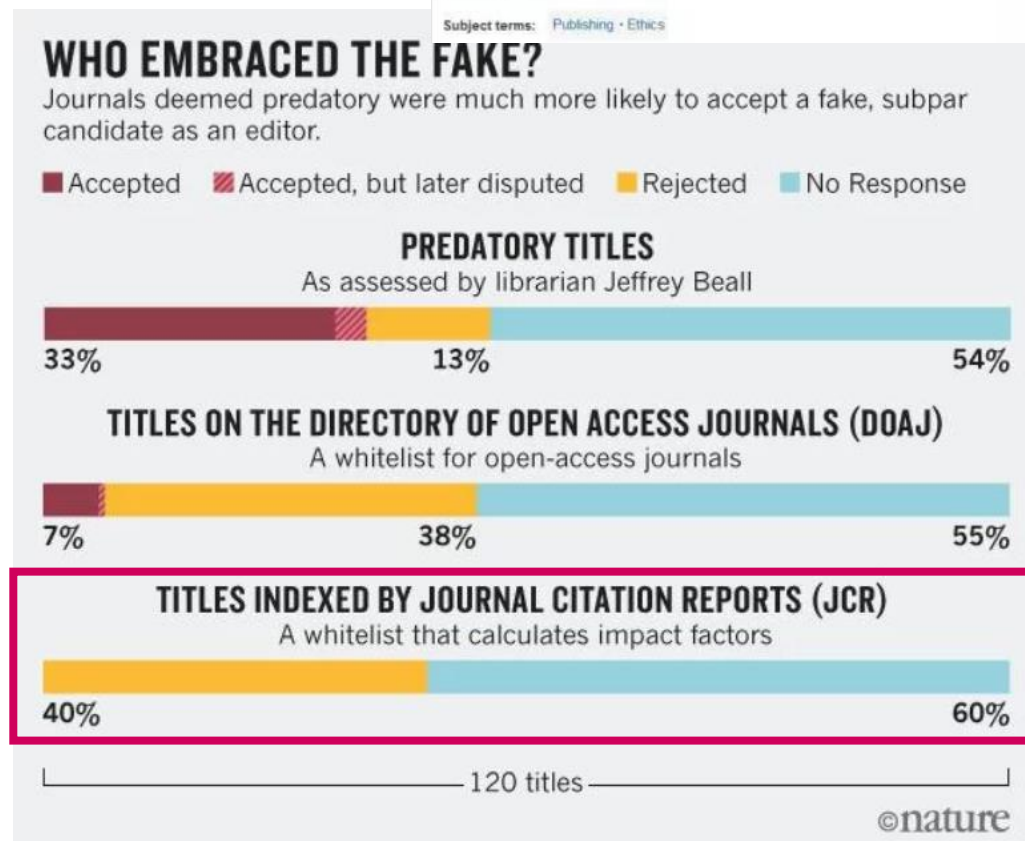 Subject terms: Publishing · Ethics
WHO EMBRACED THE FAKE?
Journals deemed predatory were much more likely to accept a fake, subpar
candidate as an editor.
Accepted Accepted, but later disputed Rejected No Response
PREDATORY TITLES
As assessed by librarian Jeffrey Beall
33% 13% 54%
TITLES ON THE DIRECTORY OF OPEN ACCESS JOURNALS (DOAJ)
A whitelist for open-access journals
7% 38% 55%
TITLES INDEXED BY JOURNAL CITATION REPORTS (JCR)
A whitelist that calculates impact factors
40% 60%
120 titles
©nature